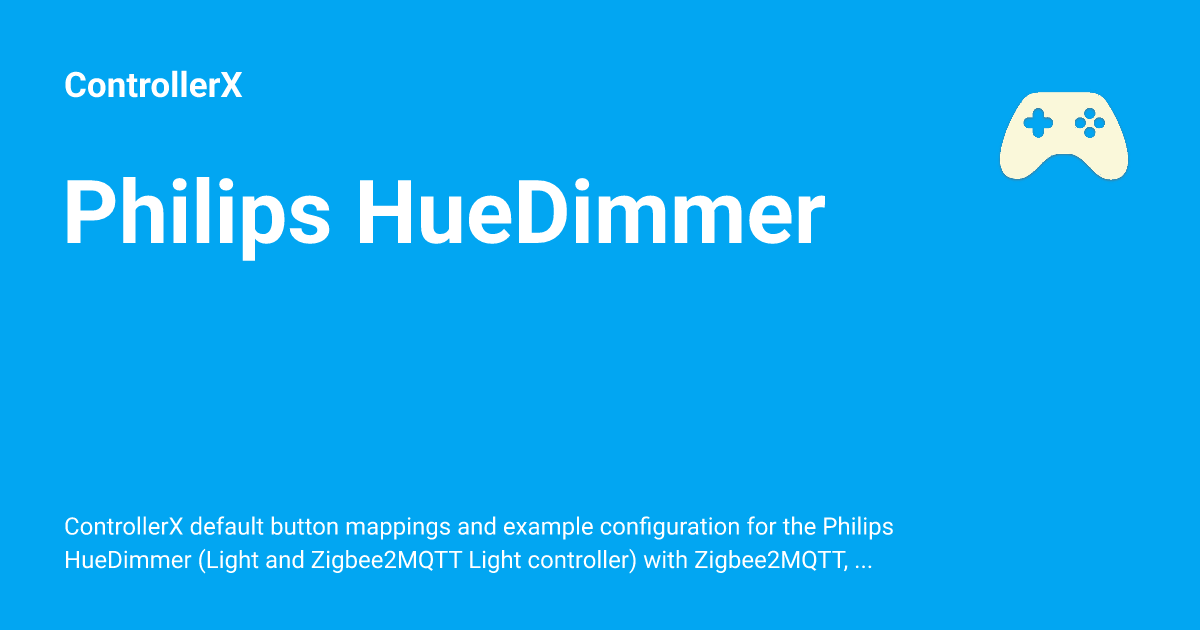 ControllerX
Philips HueDimmer
ControllerX default button mappings and example configuration for the Philips
HueDimmer (Light and Zigbee2MQTT Light controller) with Zigbee2MQTT, ...